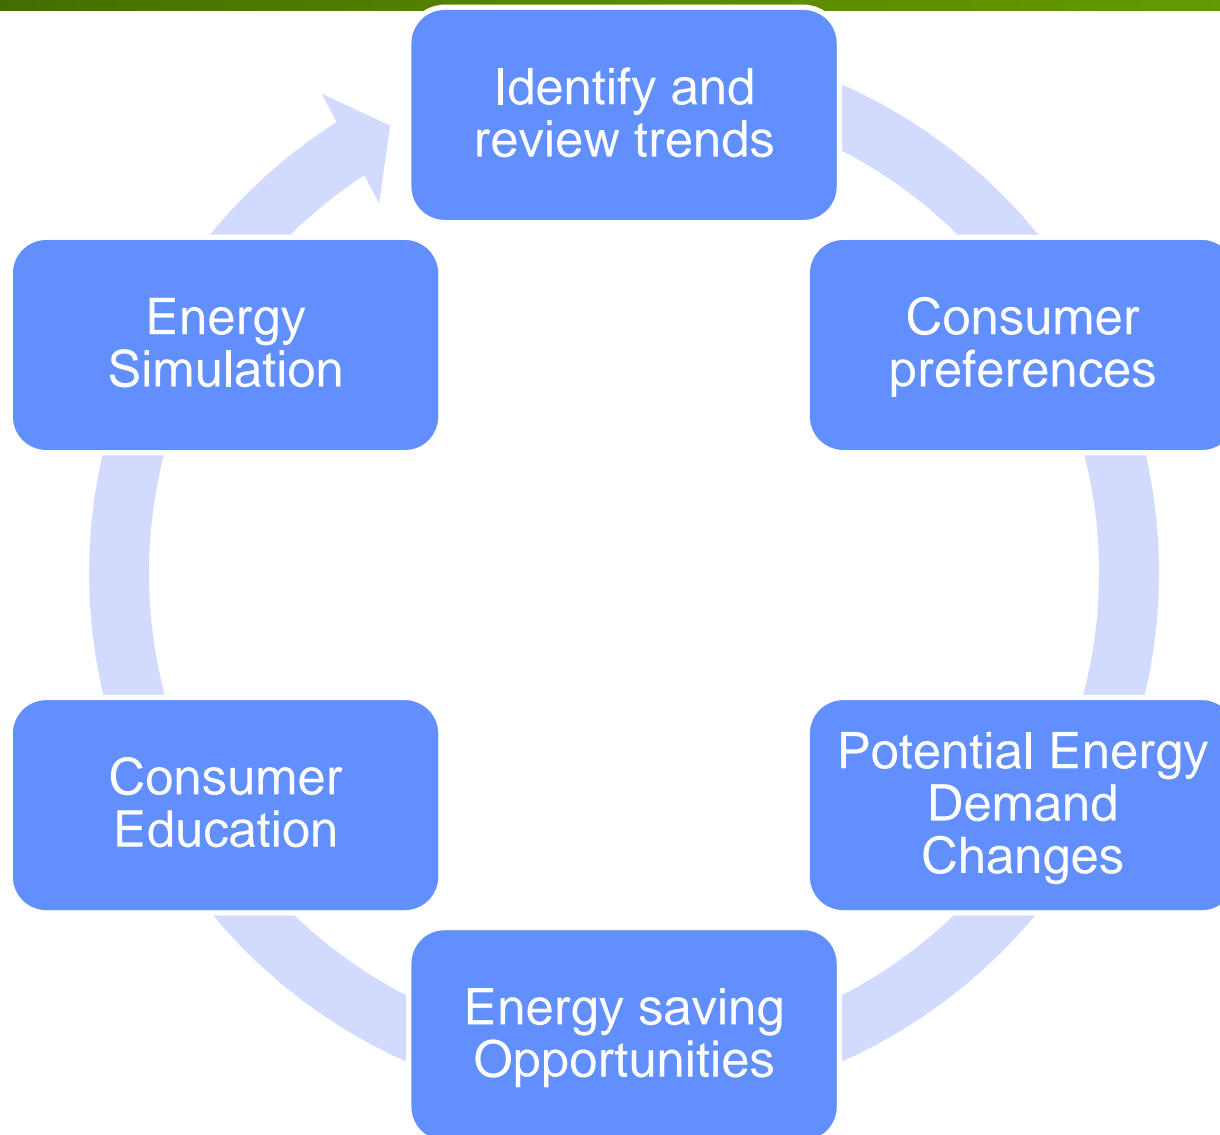 Identify and
review trends
Consumer
preferences
Potential Energy
Demand
Changes
Energy saving
Opportunities
Consumer
Education
Energy
Simulation